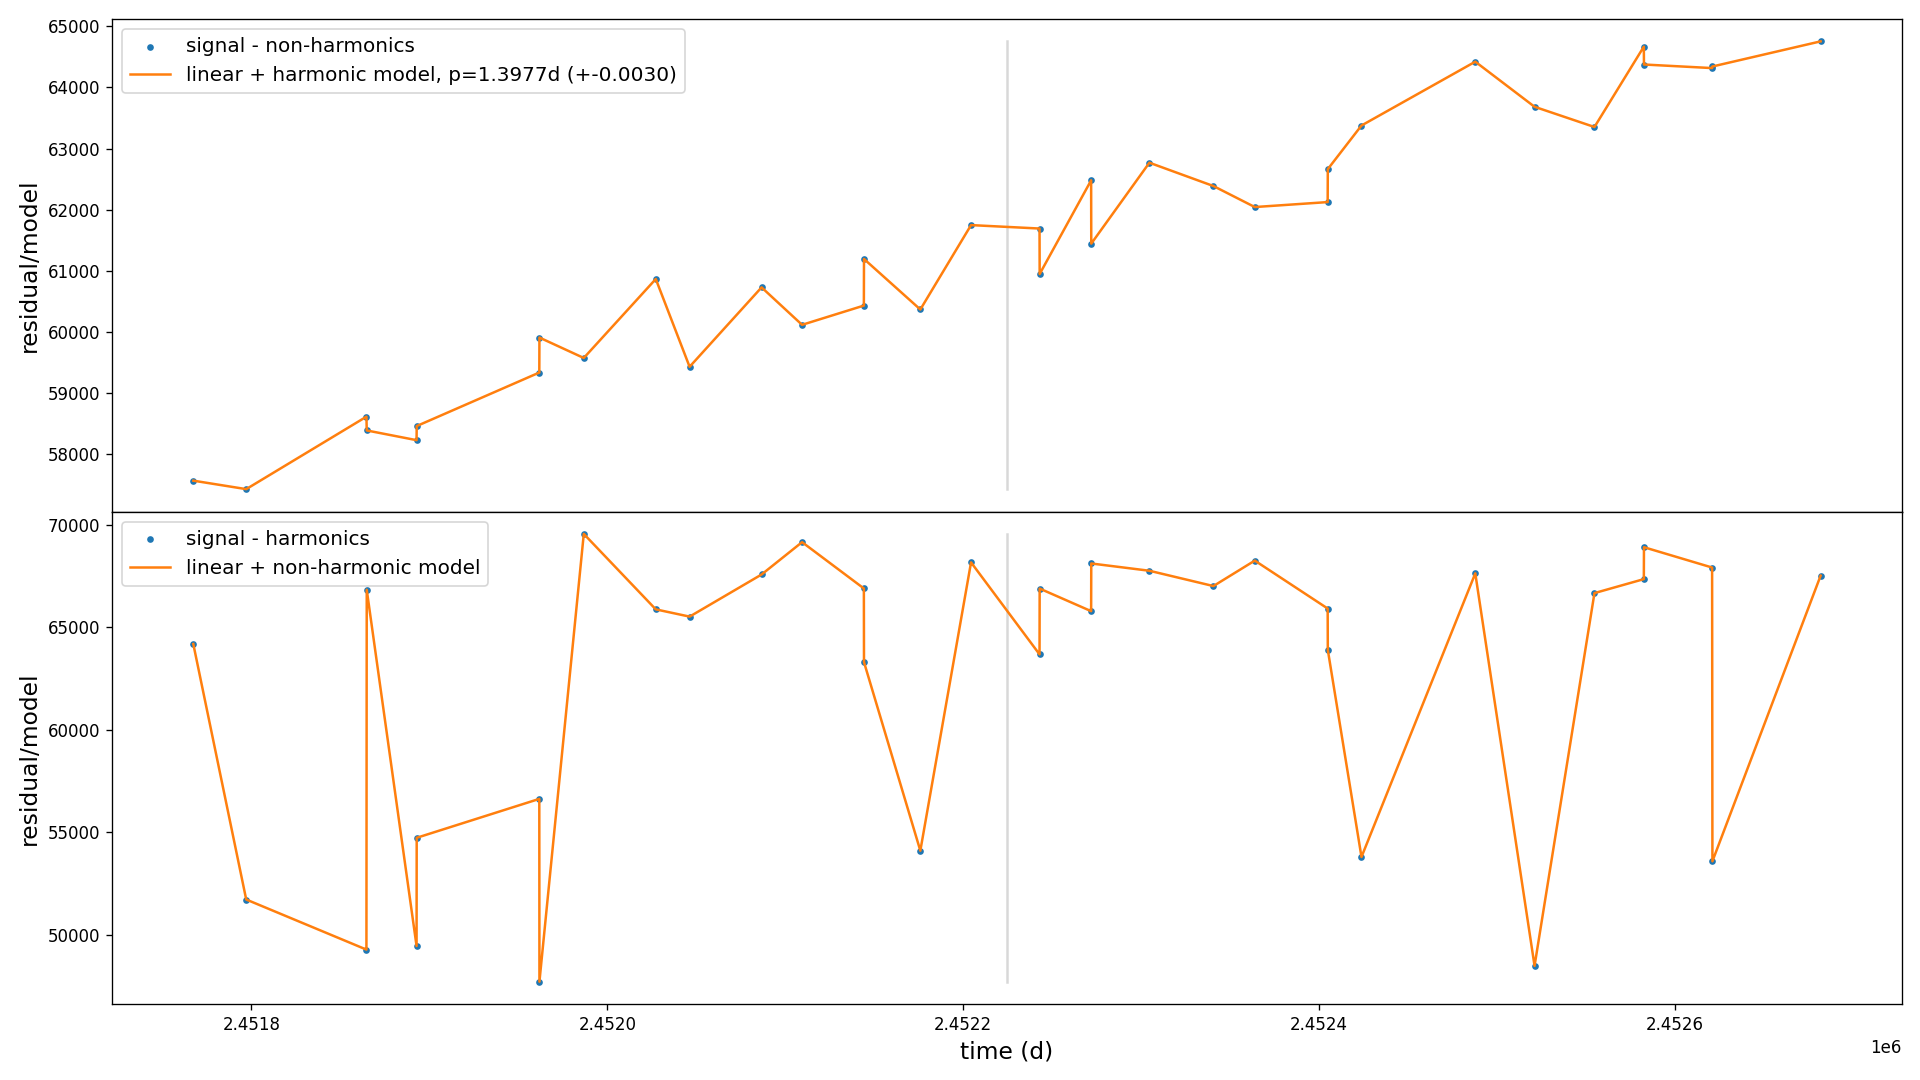 65000
64000
63000
62000
61000
60000
59000
58000
residual/model
signal - non-harmonics
linear + harmonic model, p=1.3977d (+-0.0030)
70000
65000
60000
55000
50000
residual/model
signal - harmonics
linear + non-harmonic model
2.4518
2.4520
2.4522
2.4524
2.4526
1e6
time (d)